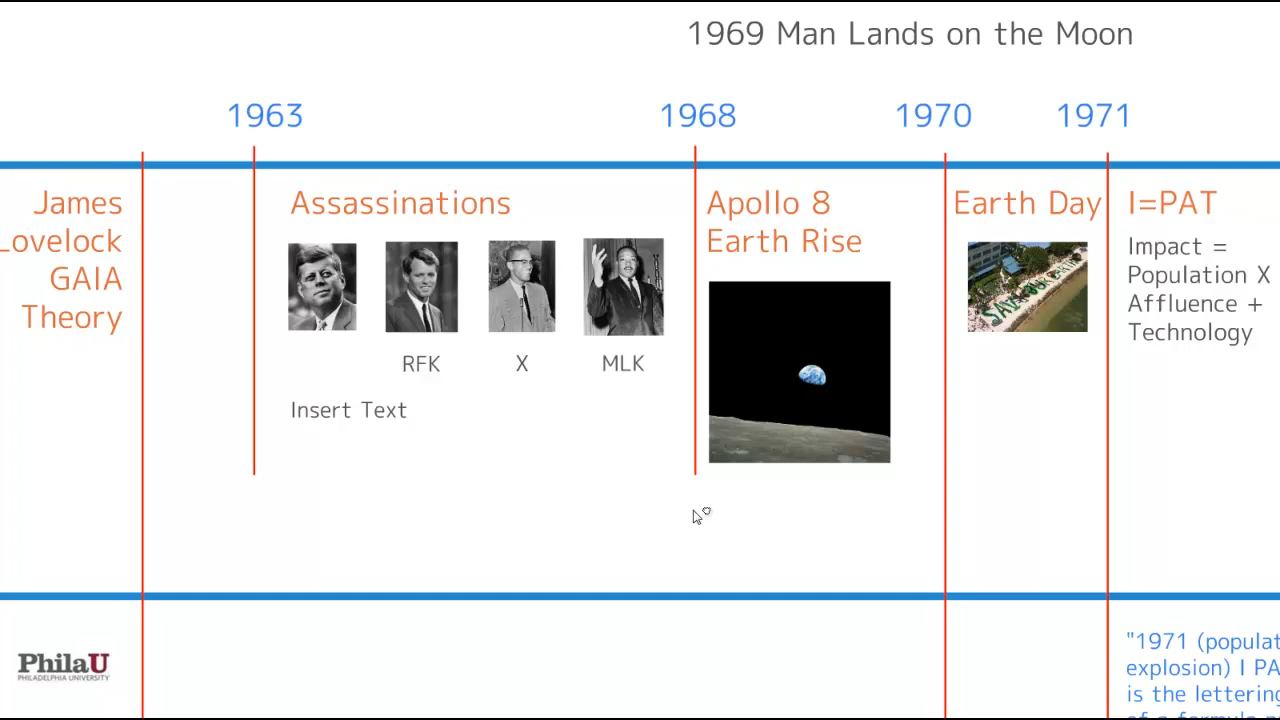 1969 Man Lands on the Moon
1963
1968
1970
1971
James
Lovelock
GAIA
Theory
Assassinations
RFK
X
MLK
Insert Text
Apollo 8
Earth Rise
Earth Day
I=PAT
Impact =
Population X
Affluence +
Technology
PhilaU
PHILADELPHIA UNIVERSITY
"1971
explosion) I PA
is the lettering